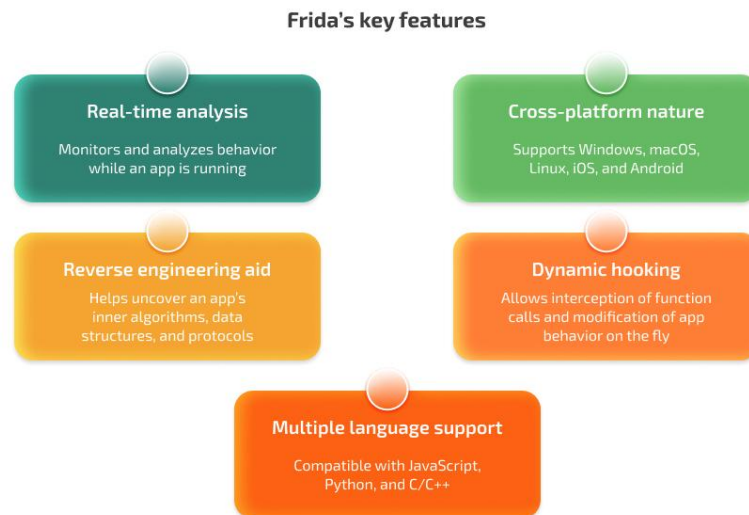 Frida’s key features
Real-time analysis
Monitors and analyzes behavior
while an app is running
Cross-platform nature
Supports Windows, macOS,
Linux, iOS, and Android
Reverse engineering aid
Helps uncover an app’s
inner algorithms, data
structures, and protocols
Dynamic hooking
Allows interception of function
calls and modification of app
behavior on the fly
Multiple language support
Compatible with JavaScript,
Python, and C/C++